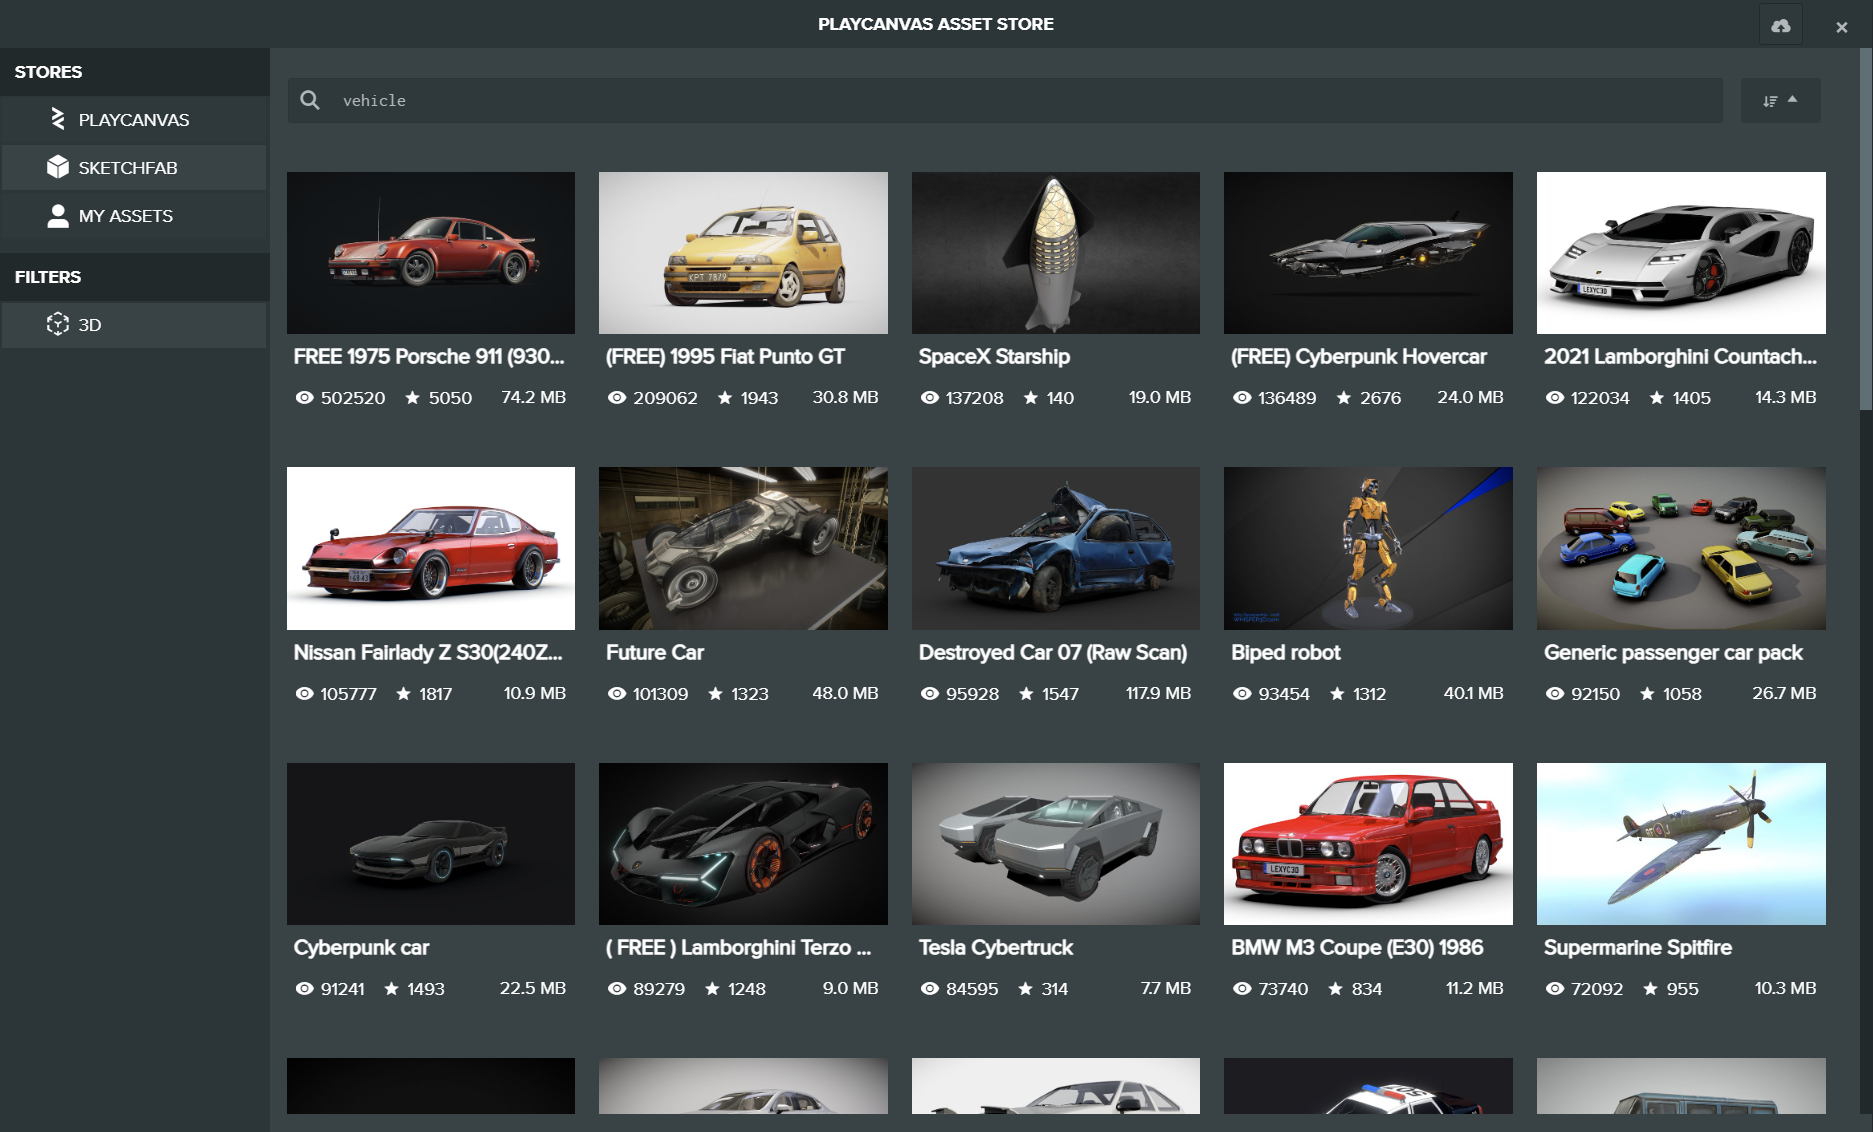 PLAYCANVAS ASSET STORE
STORES
PLAYCANVAS
SKETCHFAB
MY ASSETS
FILTERS
3D
vehicle
KPT 7879
LEXYC3D
FREE 1975 Porsche 911 (930...
502520 5050 74.2 MB
(FREE) 1995 Fiat Punto GT
209062 1943 30.8 MB
SpaceX Starship
137208 140 19.0 MB
(FREE) Cyberpunk Hovercar
136489 2676 24.0 MB
2021 Lamborghini Countach...
122034 1405 14.3 MB
Nissan Fairlady Z S30(240Z...
105777 1817 10.9 MB
Future Car
101309 1323 48.0 MB
Destroyed Car 07 (Raw Scan)
95928 1547 117.9 MB
Biped robot
93454 1312 40.1 MB
Generic passenger car pack
92150 1058 26.7 MB
LEXYC3D
Cyberpunk car
91241 1493 22.5 MB
( FREE ) Lamborghini Terzo ...
89279 1248 9.0 MB
Tesla Cybertruck
84595 314 7.7 MB
BMW M3 Coupe (E30) 1986
73740 834 11.2 MB
Supermarine Spitfire
72092 955 10.3 MB